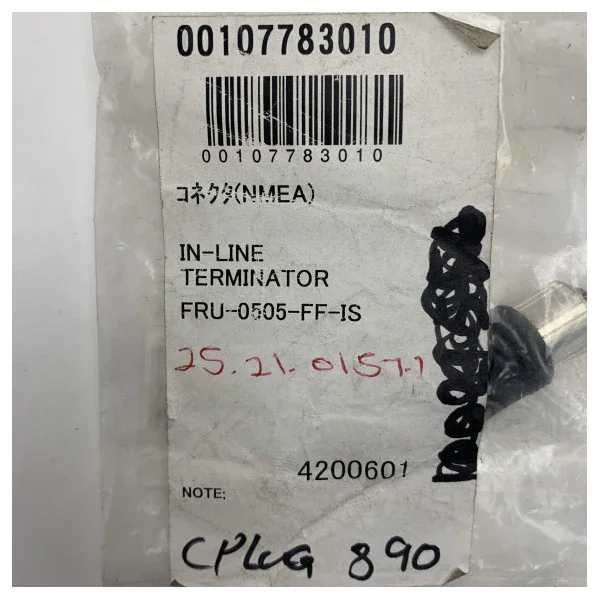 00107783010
00107783010
コネクタ(NMEA)
IN-LINE
TERMINATOR
FRU-0505-FF-IS
25.21.0157.1
4200601
NOTE;
CPLUG 890